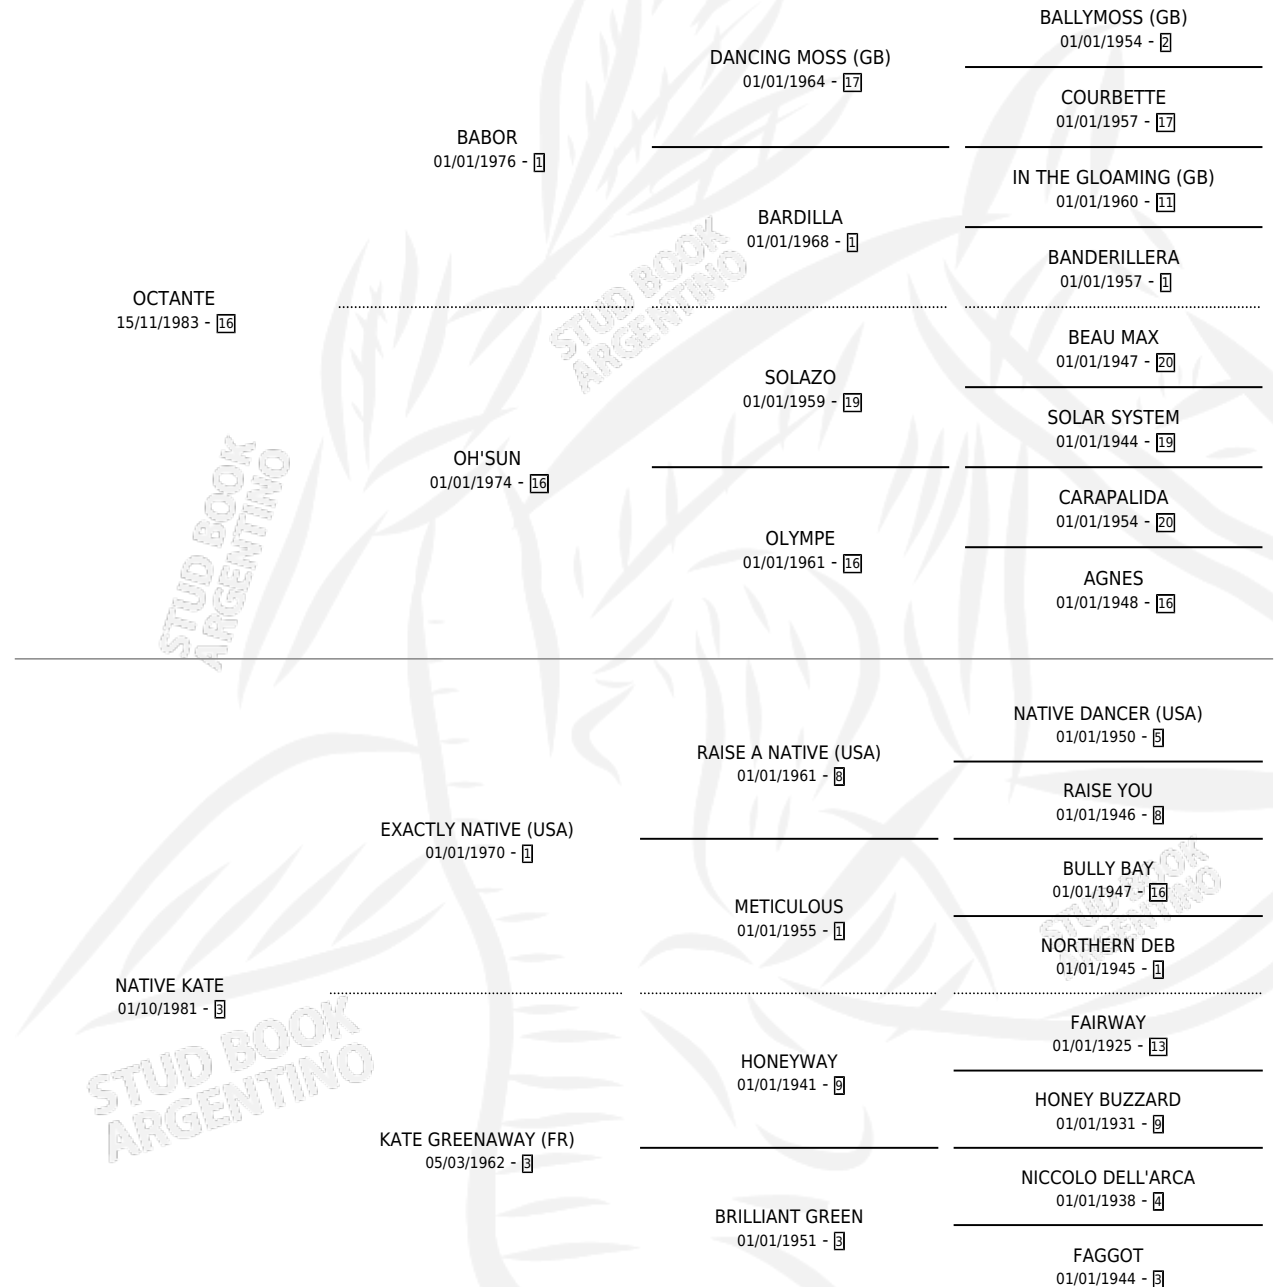 BALLYMOSS (GB)
01/01/1954 - 2
DANCING MOSS (GB)
01/01/1964 - 17
COURBETTE
01/01/1957 - 17
BABOR
01/01/1976 - 1
IN THE GLOAMING (GB)
01/01/1960 - 11
BARDILLA
01/01/1968 - 1
BANDERILLERA
01/01/1957 - 1
OCTANTE
15/11/1983 - 16
BEAU MAX
01/01/1947 - 20
SOLAZO
01/01/1959 - 19
SOLAR SYSTEM
01/01/1944 - 19
OH'SUN
01/01/1974 - 16
CARAPALIDA
01/01/1954 - 20
OLYMPE
01/01/1961 - 16
AGNES
01/01/1948 - 16
NATIVE DANCER (USA)
01/01/1950 - 5
RAISE A NATIVE (USA)
01/01/1961 - 8
RAISE YOU
01/01/1946 - 8
EXACTLY NATIVE (USA)
01/01/1970 - 1
BULLY BAY
01/01/1947 - 16
METICULOUS
01/01/1955 - 1
NORTHERN DEB
01/01/1945 - 1
NATIVE KATE
01/10/1981 - 3
FAIRWAY
01/01/1925 - 13
HONEYWAY
01/01/1941 - 9
HONEY BUZZARD
01/01/1931 - 9
KATE GREENAWAY (FR)
05/03/1962 - 3
NICCOLO DELL'ARCA
01/01/1938 - 4
BRILLIANT GREEN
01/01/1951 - 3
FAGGOT
01/01/1944 - 3
STUD BOOK
ARGENTINO
STUD BOOK
ARGENTINO
STUD BOOK
ARGENTINO
STUD BOOK
ARGENTINO